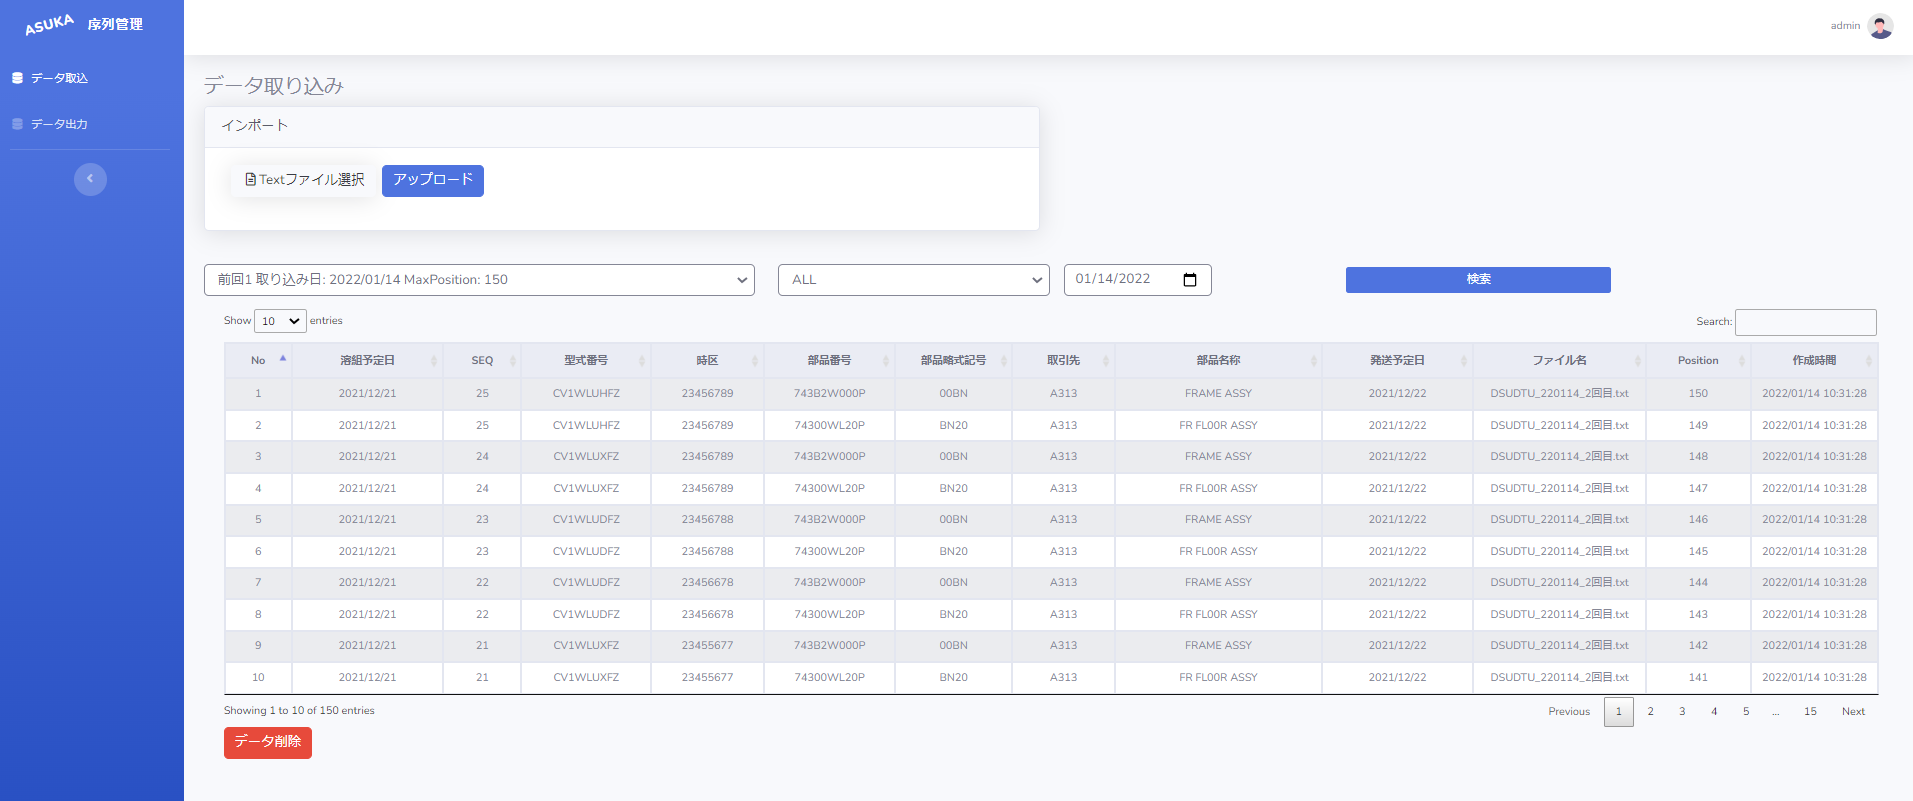 ASUKA 序列管理
admin
データ取込
データ出力
データ取り込み
インポート
Textファイル選択 アップロード
前回1 取り込み日: 2022/01/14 MaxPosition: 150 ALL 01/14/2022 検索
Show 10 entries Search:
No 溶組予定日 SEQ 型式番号 時区 部品番号 部品略式記号 取引先 部品名称 発送予定日 ファイル名 Position 作成時間
1 2021/12/21 25 CV1WLUHFZ 23456789 743B2W000P 00BN A313 FRAME ASSY 2021/12/22 DSUDTU_220114_2回目.txt 150 2022/01/14 10:31:28
2 2021/12/21 25 CV1WLUHFZ 23456789 74300WL20P BN20 A313 FR FL00R ASSY 2021/12/22 DSUDTU_220114_2回目.txt 149 2022/01/14 10:31:28
3 2021/12/21 24 CV1WLUXFZ 23456789 743B2W000P 00BN A313 FRAME ASSY 2021/12/22 DSUDTU_220114_2回目.txt 148 2022/01/14 10:31:28
4 2021/12/21 24 CV1WLUXFZ 23456789 74300WL20P BN20 A313 FR FL00R ASSY 2021/12/22 DSUDTU_220114_2回目.txt 147 2022/01/14 10:31:28
5 2021/12/21 23 CV1WLUDFZ 23456788 743B2W000P 00BN A313 FRAME ASSY 2021/12/22 DSUDTU_220114_2回目.txt 146 2022/01/14 10:31:28
6 2021/12/21 23 CV1WLUDFZ 23456788 74300WL20P BN20 A313 FR FL00R ASSY 2021/12/22 DSUDTU_220114_2回目.txt 145 2022/01/14 10:31:28
7 2021/12/21 22 CV1WLUDFZ 23456678 743B2W000P 00BN A313 FRAME ASSY 2021/12/22 DSUDTU_220114_2回目.txt 144 2022/01/14 10:31:28
8 2021/12/21 22 CV1WLUDFZ 23456678 74300WL20P BN20 A313 FR FL00R ASSY 2021/12/22 DSUDTU_220114_2回目.txt 143 2022/01/14 10:31:28
9 2021/12/21 21 CV1WLUXFZ 23455677 743B2W000P 00BN A313 FRAME ASSY 2021/12/22 DSUDTU_220114_2回目.txt 142 2022/01/14 10:31:28
10 2021/12/21 21 CV1WLUXFZ 23455677 74300WL20P BN20 A313 FR FL00R ASSY 2021/12/22 DSUDTU_220114_2回目.txt 141 2022/01/14 10:31:28
Showing 1 to 10 of 150 entries Previous 1 2 3 4 5 ... 15 Next
データ削除